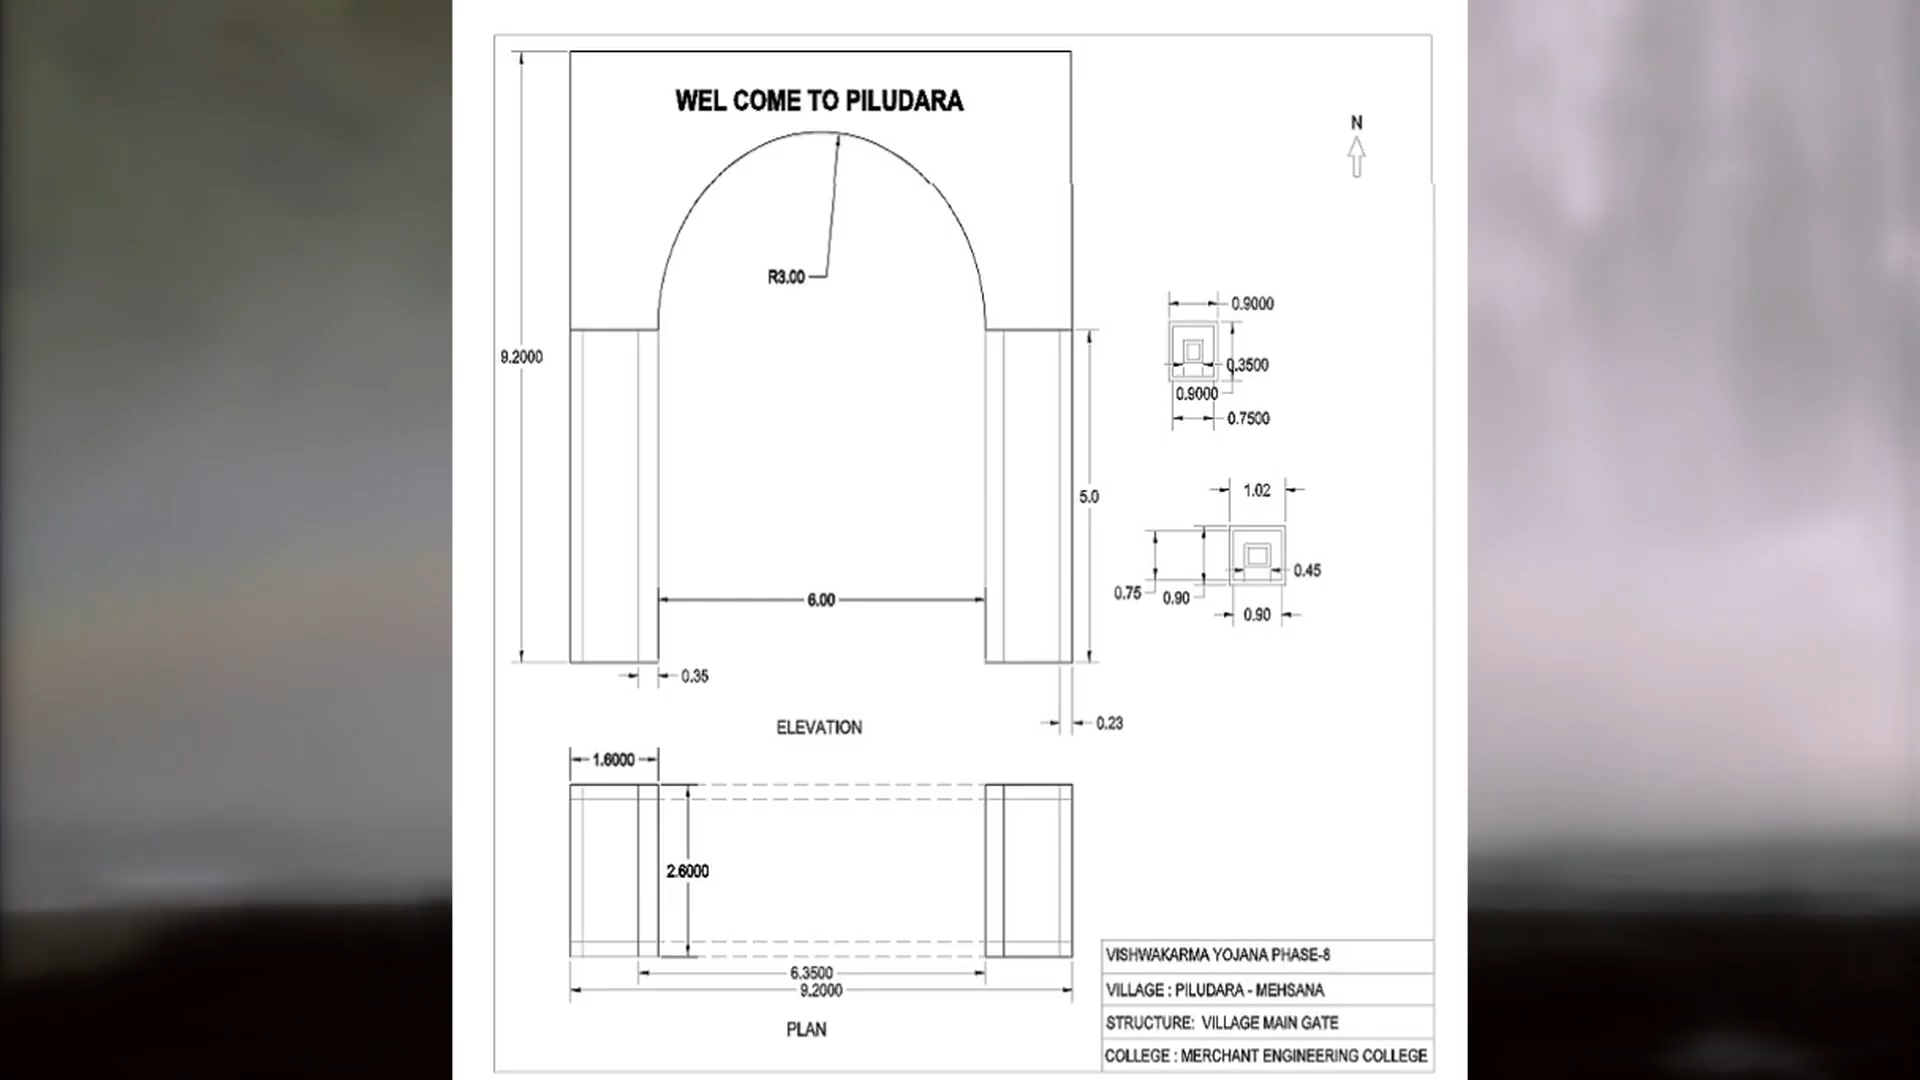 WEL COME TO PILUDARA
N
R3.00
0.9000
9.2000
0.3500
0.9000
0.7500
1.02
5.0
0.45
0.75
0.90
0.90
6.00
0.35
0.23
ELEVATION
1.6000
2.6000
6.3500
9.2000
PLAN
VISHWAKARMA YOJANA PHASE-8
VILLAGE : PILUDARA - MEHSANA
STRUCTURE: VILLAGE MAIN GATE
COLLEGE : MERCHANT ENGINEERING COLLEGE